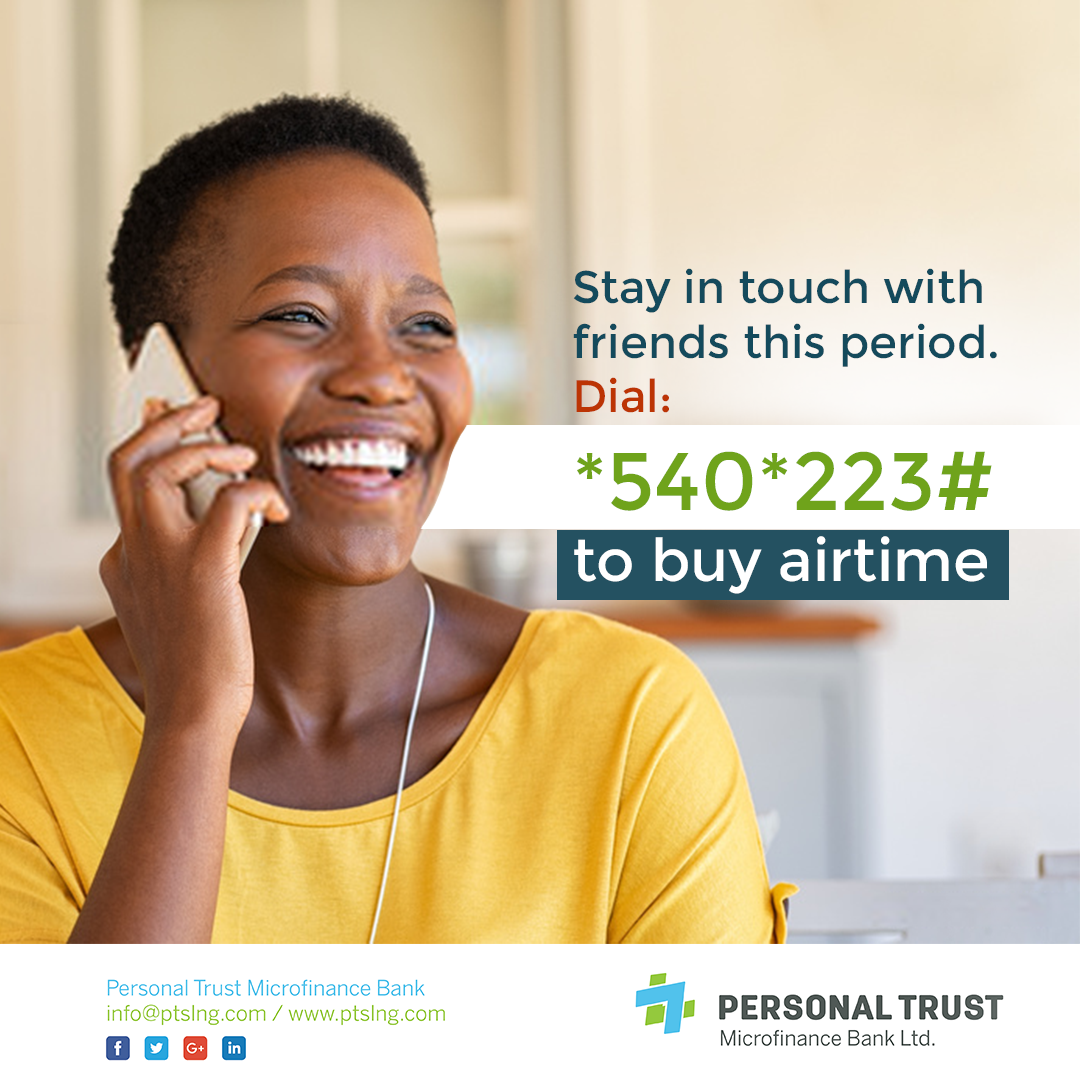 Stay in touch with
friends this period.
Dial:
*540*223#
to buy airtime
Personal Trust Microfinance Bank
info@ptslng.com / www.ptslng.com
f
G+
in
PERSONAL TRUST
Microfinance Bank Ltd.